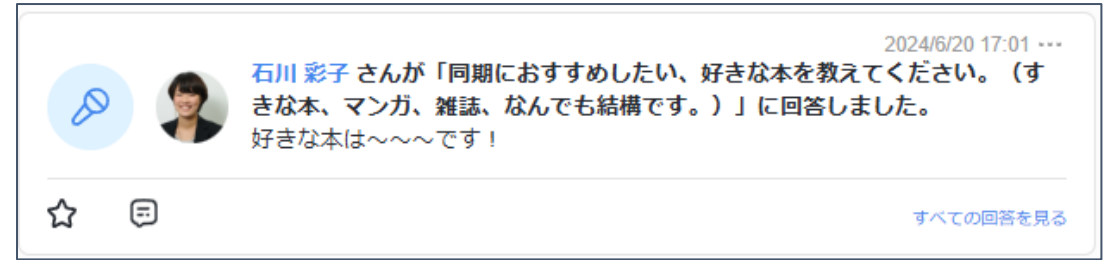 2024/6/20 17:01 ···
石川 彩子 さんが「同期におすすめしたい、好きな本を教えてください。（す
きな本、マンガ、雑誌、なんでも結構です。）」に回答しました。
好きな本は～～～です！
すべての回答を見る